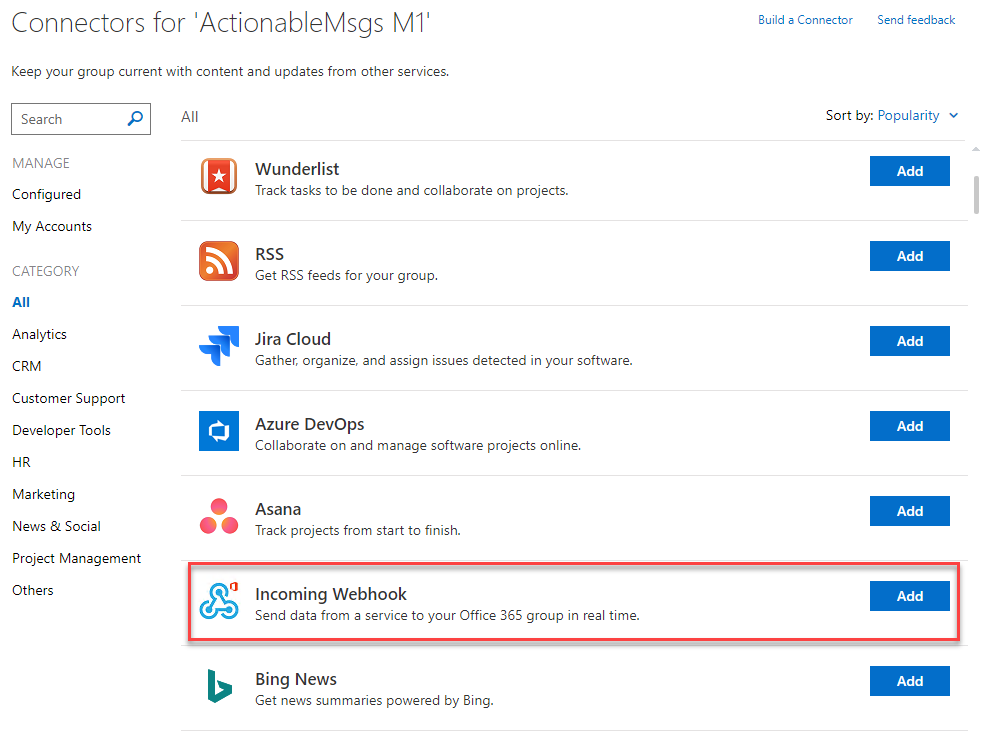 Connectors for 'ActionableMsgs M1'
Build a Connector
Send feedback
Keep your group current with content and updates from other services.
Search
All
Sort by: Popularity
MANAGE
Configured
My Accounts
CATEGORY
All
Analytics
CRM
Customer Support
Developer Tools
HR
Marketing
News & Social
Project Management
Others
Wunderlist
Track tasks to be done and collaborate on projects.
Add
RSS
Get RSS feeds for your group.
Add
Jira Cloud
Gather, organize, and assign issues detected in your software.
Add
Azure DevOps
Collaborate on and manage software projects online.
Add
Asana
Track projects from start to finish.
Add
Incoming Webhook
Send data from a service to your Office 365 group in real time.
Add
Bing News
Get news summaries powered by Bing.
Add